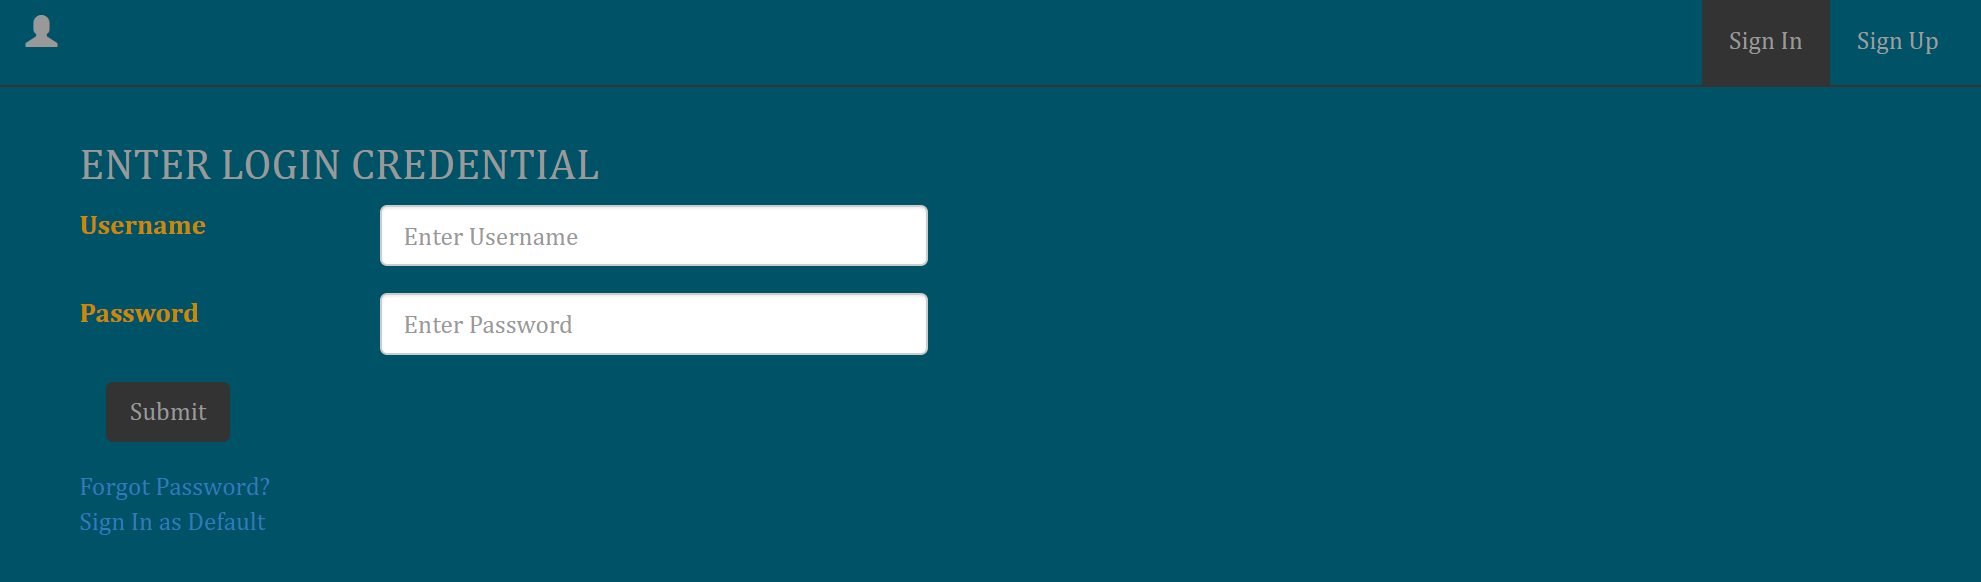 Sign In Sign Up
ENTER LOGIN CREDENTIAL
Username Enter Username
Password Enter Password
Submit
Forgot Password?
Sign In as Default